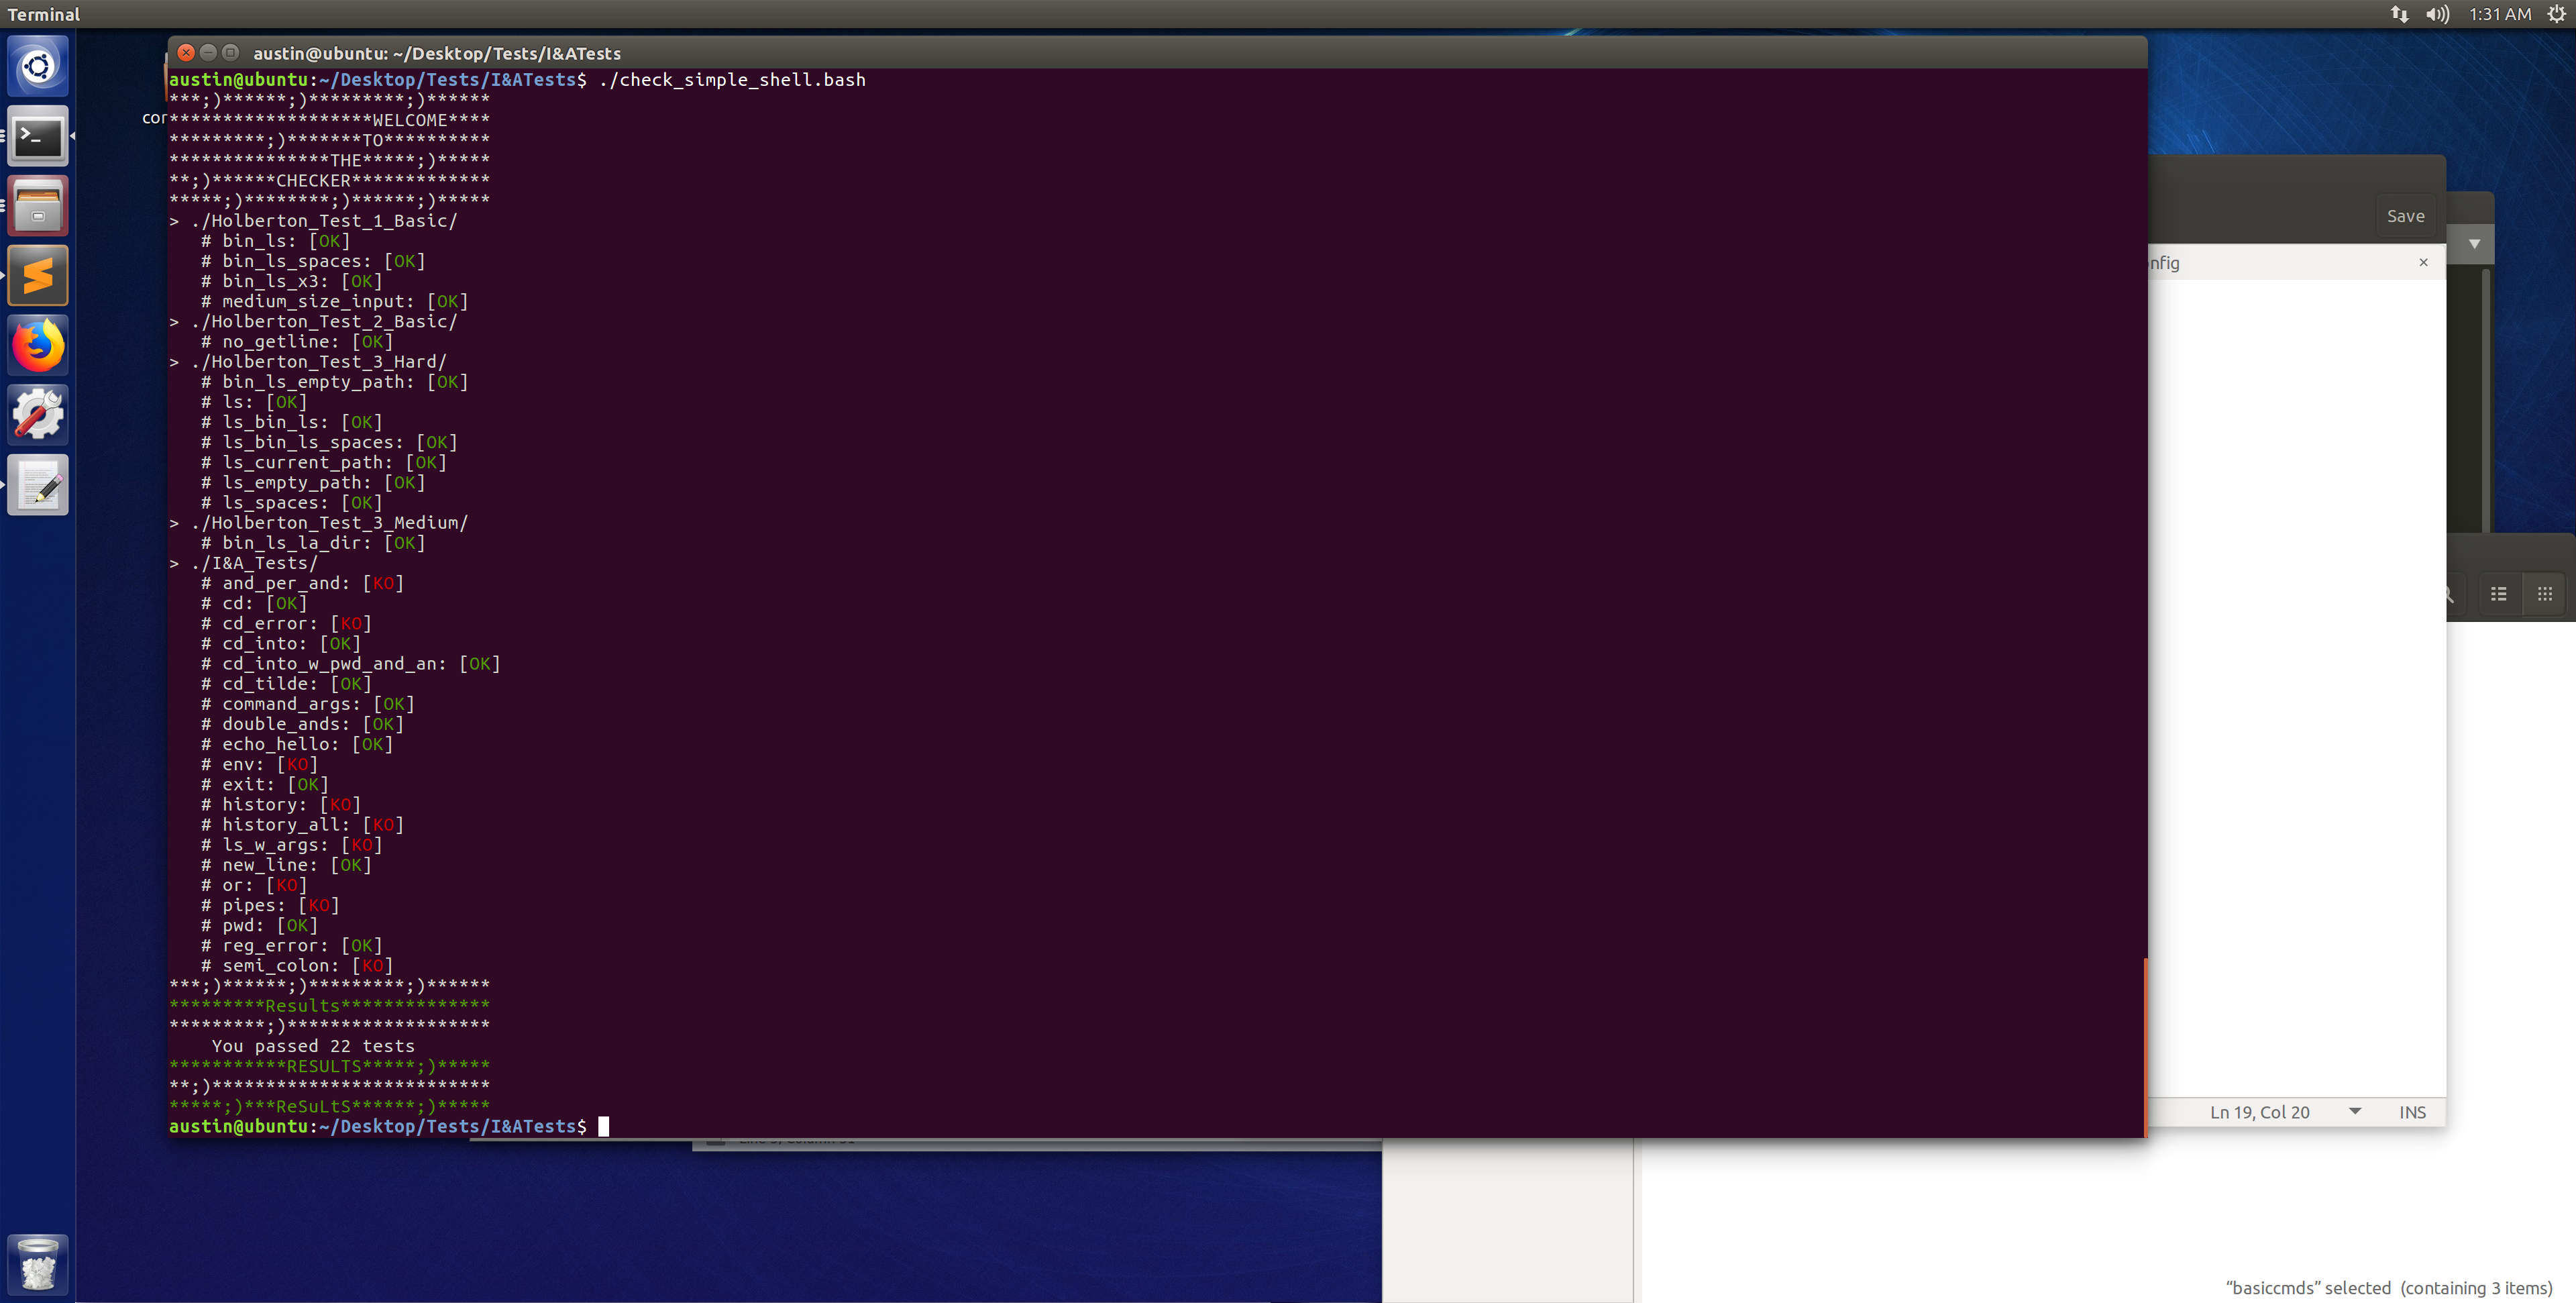 Terminal
1:31 AM
austin@ubuntu: ~/Desktop/Tests/I&ATests
austin@ubuntu:~/Desktop/Tests/I&ATests$ ./check_simple_shell.bash
***;)******;)*********;)******
*******************WELCOME****
*********;)*******TO**********
***************THE*****;)*****
**;)******CHECKER*************
*****;)********;)******;)*****
> ./Holberton_Test_1_Basic/
# bin_ls: [OK]
# bin_ls_spaces: [OK]
# bin_ls_x3: [OK]
# medium_size_input: [OK]
> ./Holberton_Test_2_Basic/
# no_getline: [OK]
> ./Holberton_Test_3_Hard/
# bin_ls_empty_path: [OK]
# ls: [OK]
# ls_bin_ls: [OK]
# ls_bin_ls_spaces: [OK]
# ls_current_path: [OK]
# ls_empty_path: [OK]
# ls_spaces: [OK]
> ./Holberton_Test_3_Medium/
# bin_ls_la_dir: [OK]
> ./I&A_Tests/
# and_per_and: [KO]
# cd: [OK]
# cd_error: [KO]
# cd_into: [OK]
# cd_into_w_pwd_and_an: [OK]
# cd_tilde: [OK]
# command_args: [OK]
# double_ands: [OK]
# echo_hello: [OK]
# env: [KO]
# exit: [OK]
# history: [KO]
# history_all: [KO]
# ls_w_args: [KO]
# new_line: [OK]
# or: [KO]
# pipes: [KO]
# pwd: [OK]
# reg_error: [OK]
# semi_colon: [KO]
***;)******;)*********;)******
*********Results**************
*********;)*******************
You passed 22 tests
***********RESULTS*****;)*****
**;)**************************
*****;)***ReSuLtS******;)*****
austin@ubuntu:~/Desktop/Tests/I&ATests$
cor
Save
nfig
Ln 19, Col 20
INS
“basiccmds” selected (containing 3 items)